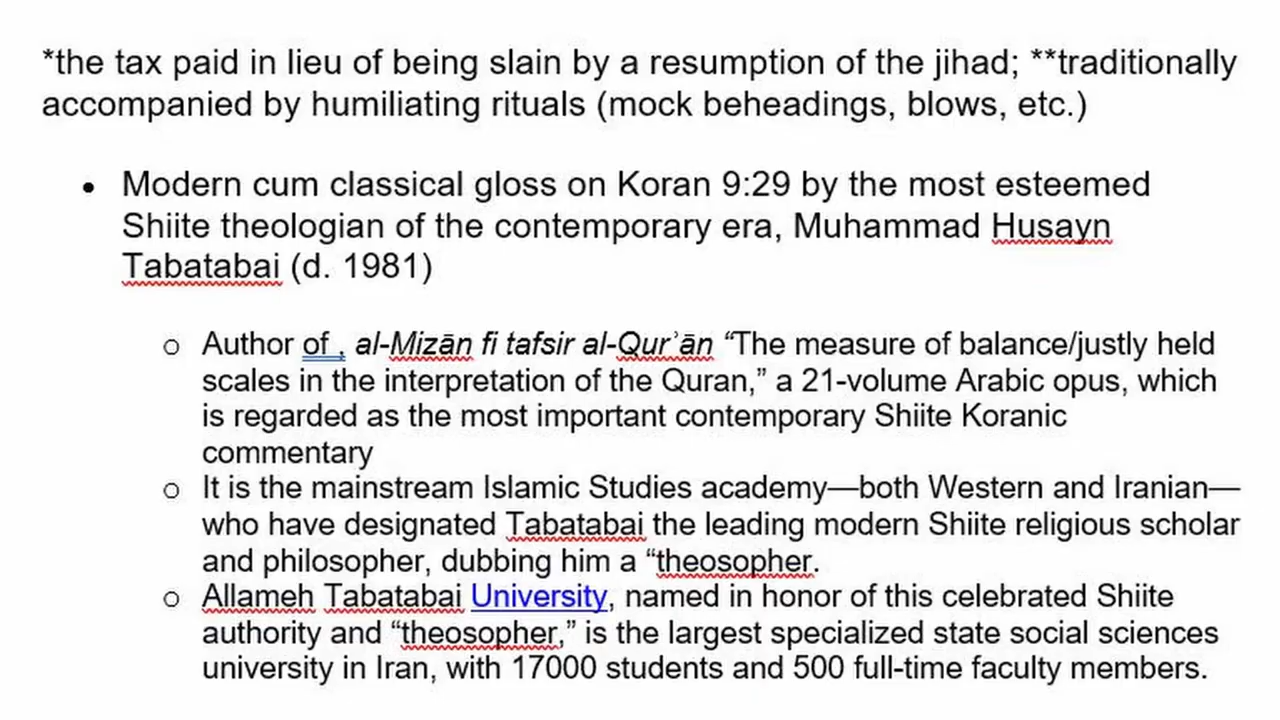 *the tax paid in lieu of being slain by a resumption of the jihad; **traditionally
accompanied by humiliating rituals (mock beheadings, blows, etc.)
• Modern cum classical gloss on Koran 9:29 by the most esteemed
Shiite theologian of the contemporary era, Muhammad Husayn
Tabatabai (d. 1981)
o Author of , al-Mizān fi tafsir al-Qurʾān “The measure of balance/justly held
scales in the interpretation of the Quran,” a 21-volume Arabic opus, which
is regarded as the most important contemporary Shiite Koranic
commentary
o It is the mainstream Islamic Studies academy—both Western and Iranian—
who have designated Tabatabai the leading modern Shiite religious scholar
and philosopher, dubbing him a “theosopher.
o Allameh Tabatabai University, named in honor of this celebrated Shiite
authority and “theosopher,” is the largest specialized state social sciences
university in Iran, with 17000 students and 500 full-time faculty members.